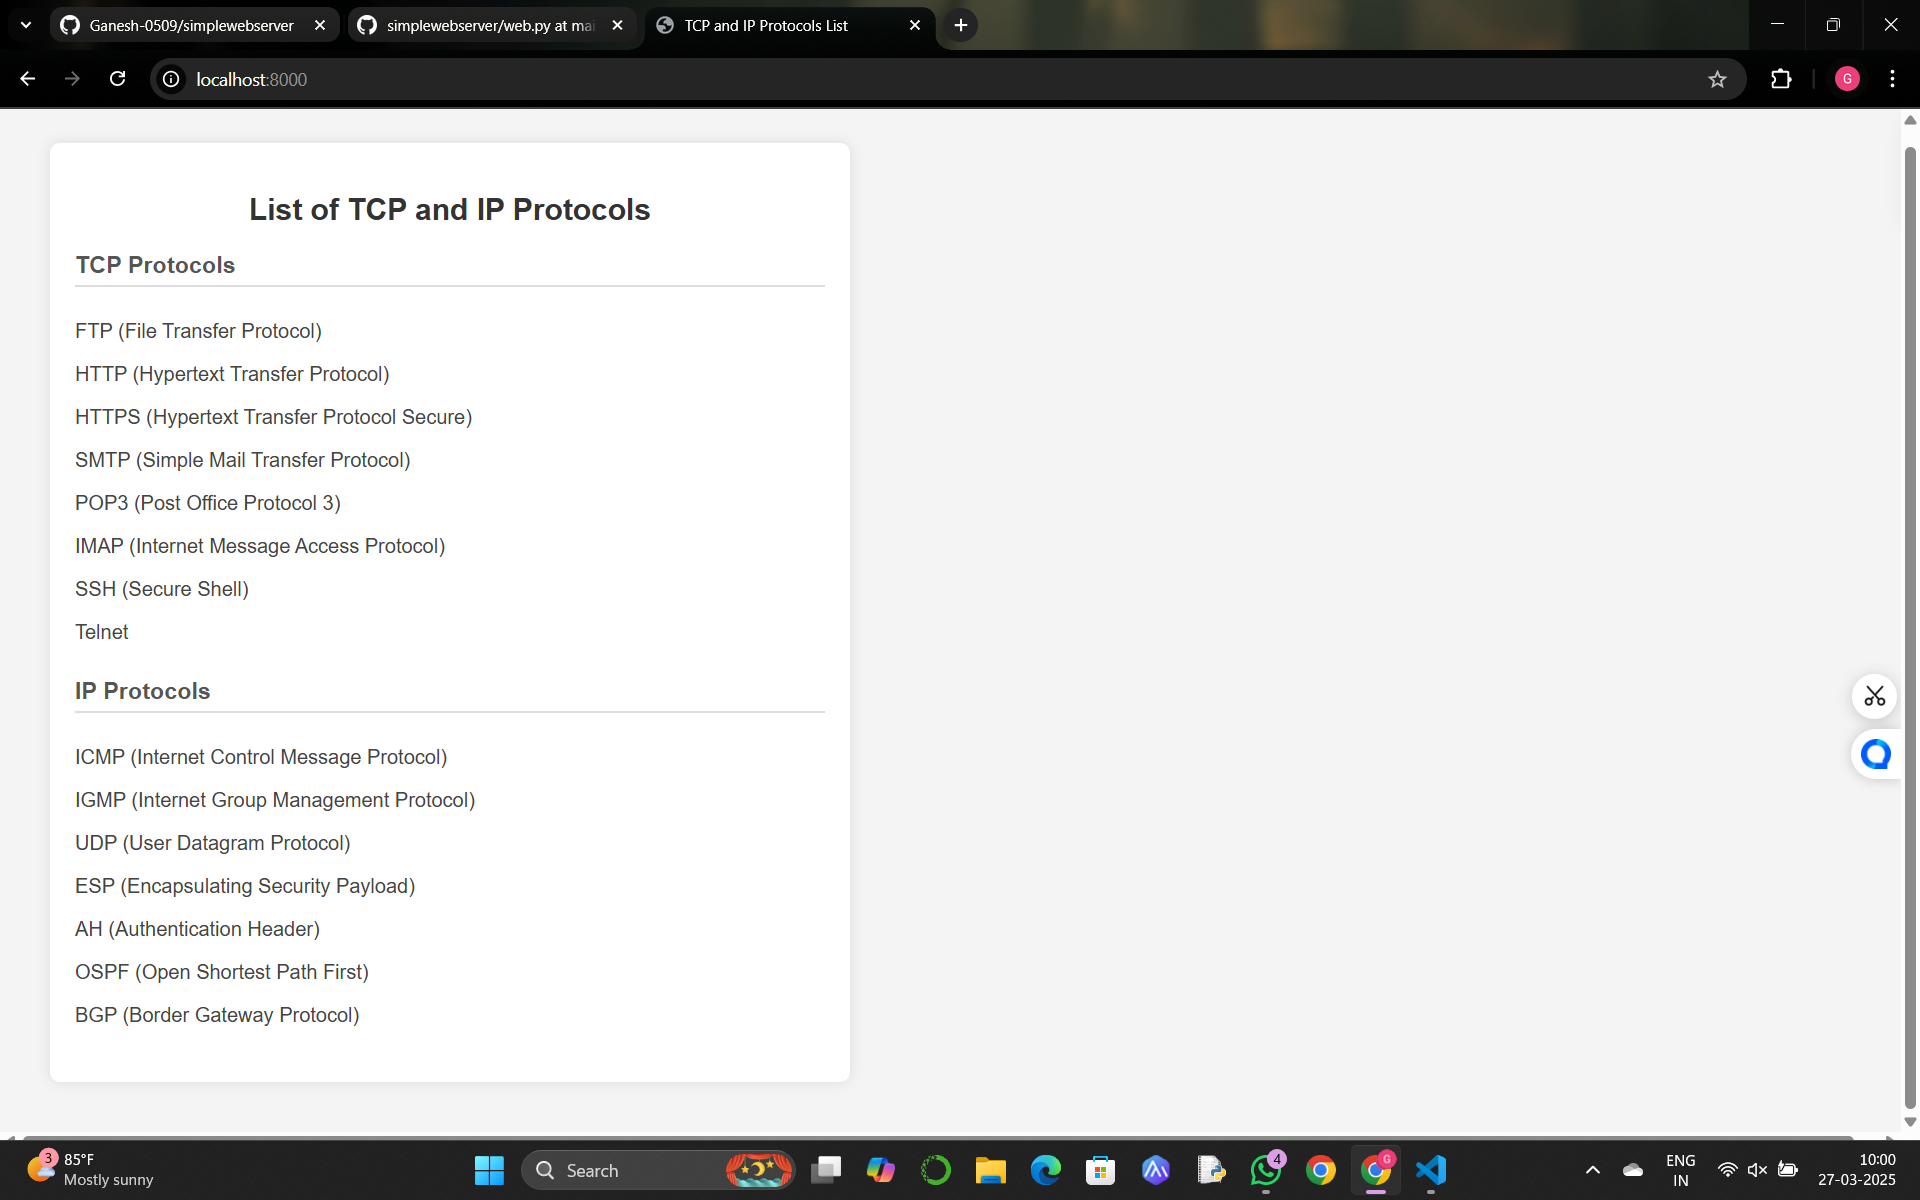 Ganesh-0509/simplewebserver
simplewebserver/web.py at mai
TCP and IP Protocols List
localhost:8000
G
List of TCP and IP Protocols
TCP Protocols
FTP (File Transfer Protocol)
HTTP (Hypertext Transfer Protocol)
HTTPS (Hypertext Transfer Protocol Secure)
SMTP (Simple Mail Transfer Protocol)
POP3 (Post Office Protocol 3)
IMAP (Internet Message Access Protocol)
SSH (Secure Shell)
Telnet
IP Protocols
ICMP (Internet Control Message Protocol)
IGMP (Internet Group Management Protocol)
UDP (User Datagram Protocol)
ESP (Encapsulating Security Payload)
AH (Authentication Header)
OSPF (Open Shortest Path First)
BGP (Border Gateway Protocol)
3
85°F
Mostly sunny
Search
4
G
ENG
IN
10:00
27-03-2025